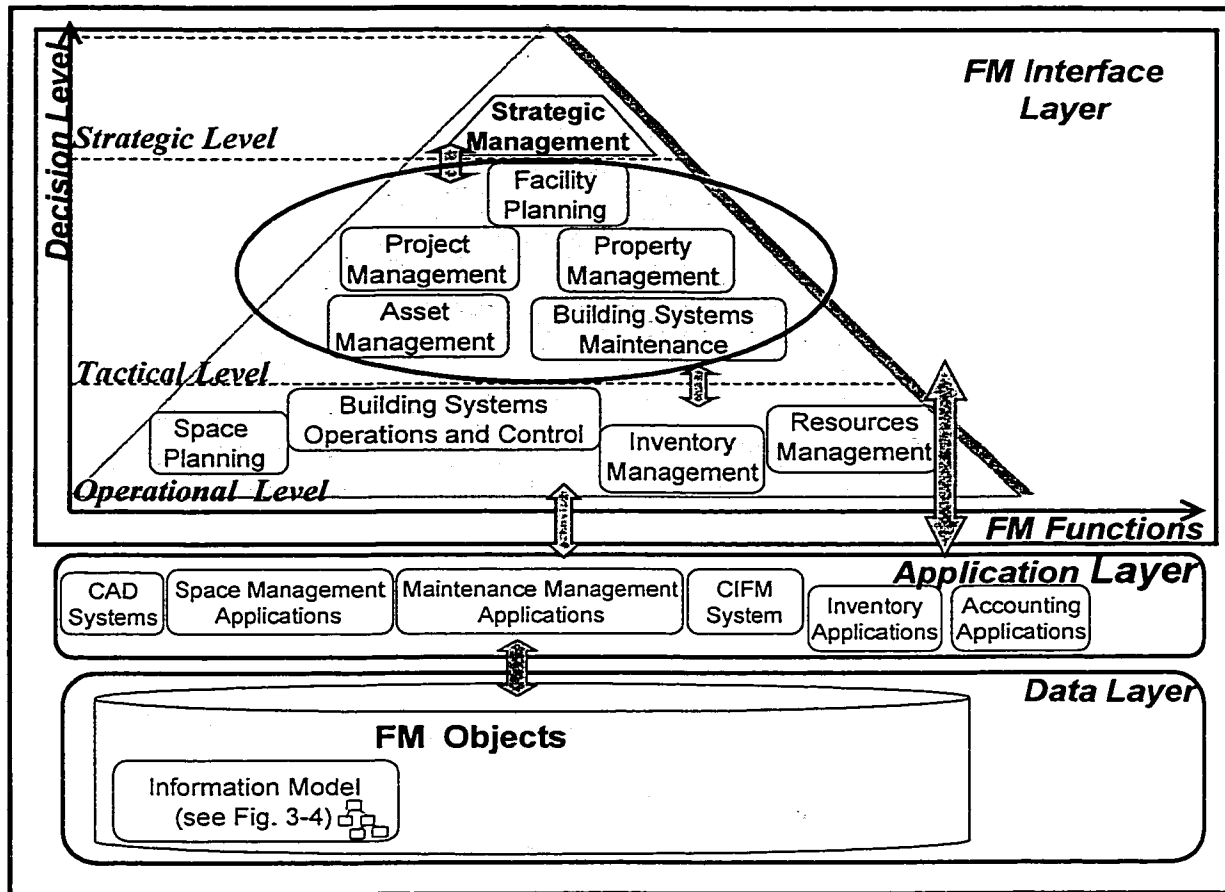 Decision Level
FM Interface
Layer
Strategic
Management
Strategic Level
Facility
Planning
Project
Management
Property
Management
Asset
Management
Building Systems
Maintenance
Tactical Level
Space
Planning
Building Systems
Operations and Control
Inventory
Management
Resources
Management
Operational Level
FM Functions
Application Layer
CAD
Systems
Space Management
Applications
Maintenance Management
Applications
CIFM
System
Inventory
Applications
Accounting
Applications
Data Layer
FM Objects
Information Model
(see Fig. 3-4)